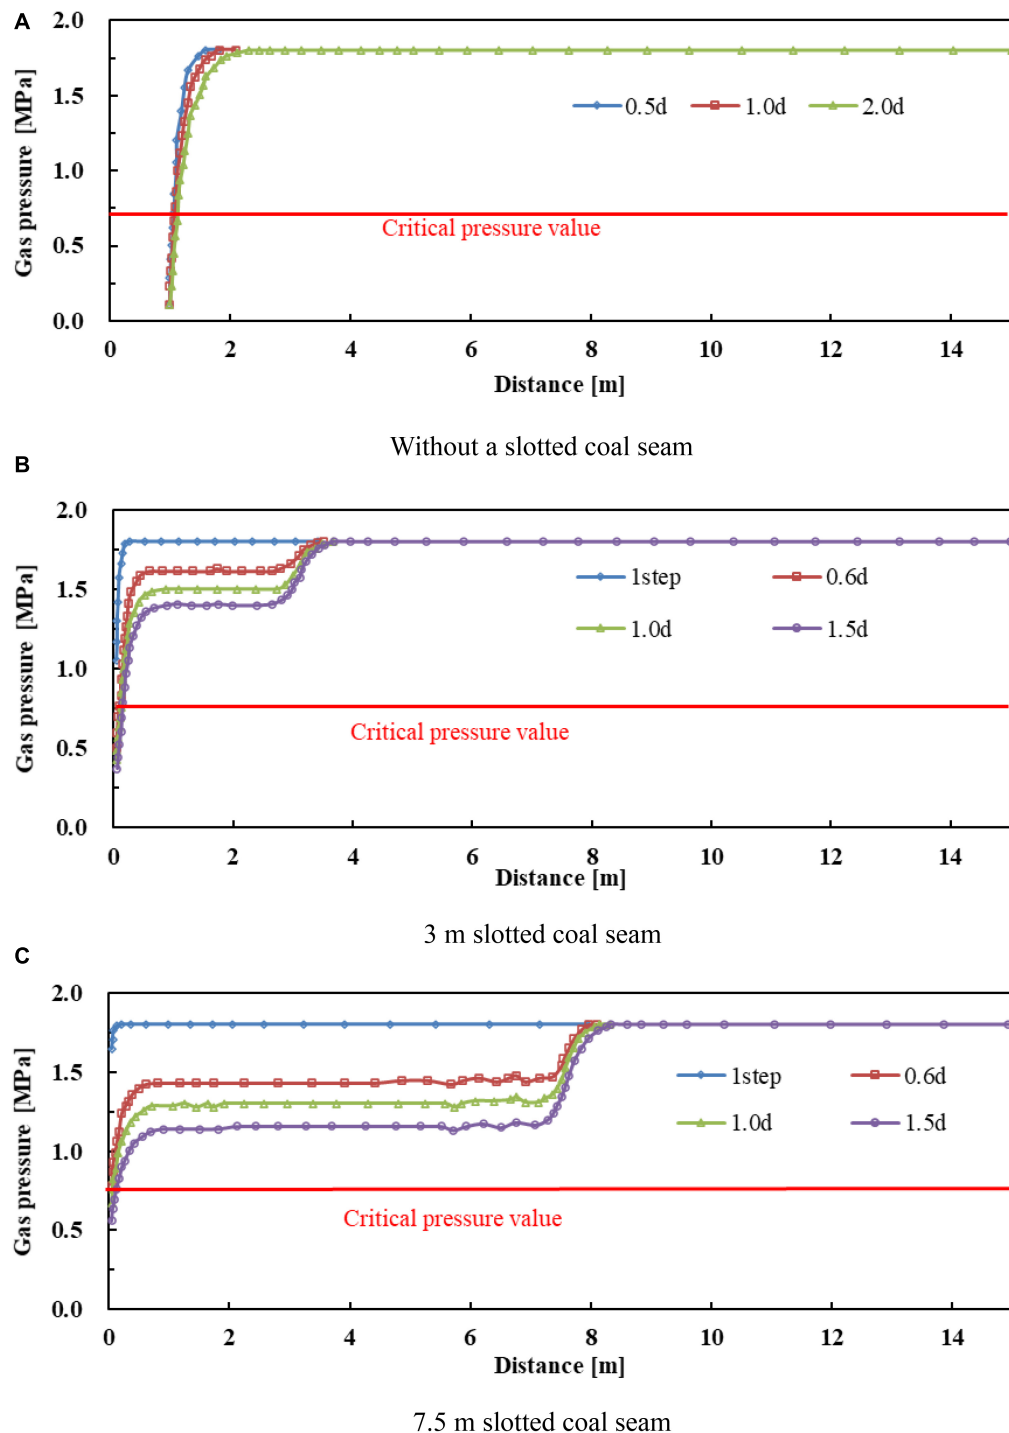 A
2.0
1.5
1.0
0.5
0.0
Gas pressure [MPa]
0.5d 1.0d 2.0d
Critical pressure value
0 2 4 6 8 10 12 14
Distance [m]
Without a slotted coal seam
B
2.0
1.5
1.0
0.5
0.0
Gas pressure [MPa]
1step 0.6d
1.0d 1.5d
Critical pressure value
0 2 4 6 8 10 12 14
Distance [m]
3 m slotted coal seam
C
2.0
1.5
1.0
0.5
0.0
Gas pressure [MPa]
1step 0.6d
1.0d 1.5d
Critical pressure value
0 2 4 6 8 10 12 14
Distance [m]
7.5 m slotted coal seam